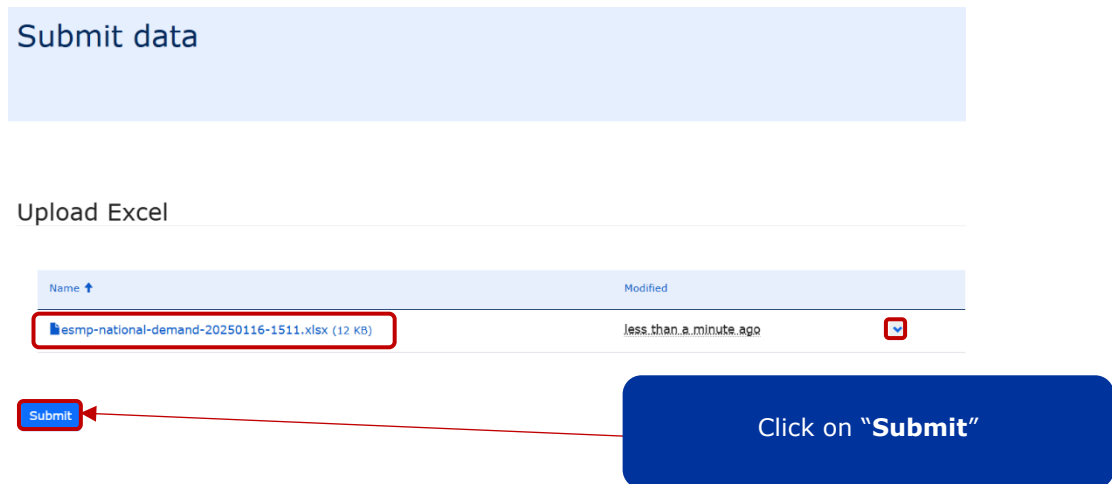 Submit data
Upload Excel
Name ↑ Modified
esmp-national-demand-20250116-1511.xlsx (12 KB) less than a minute ago
Submit
Click on “Submit”